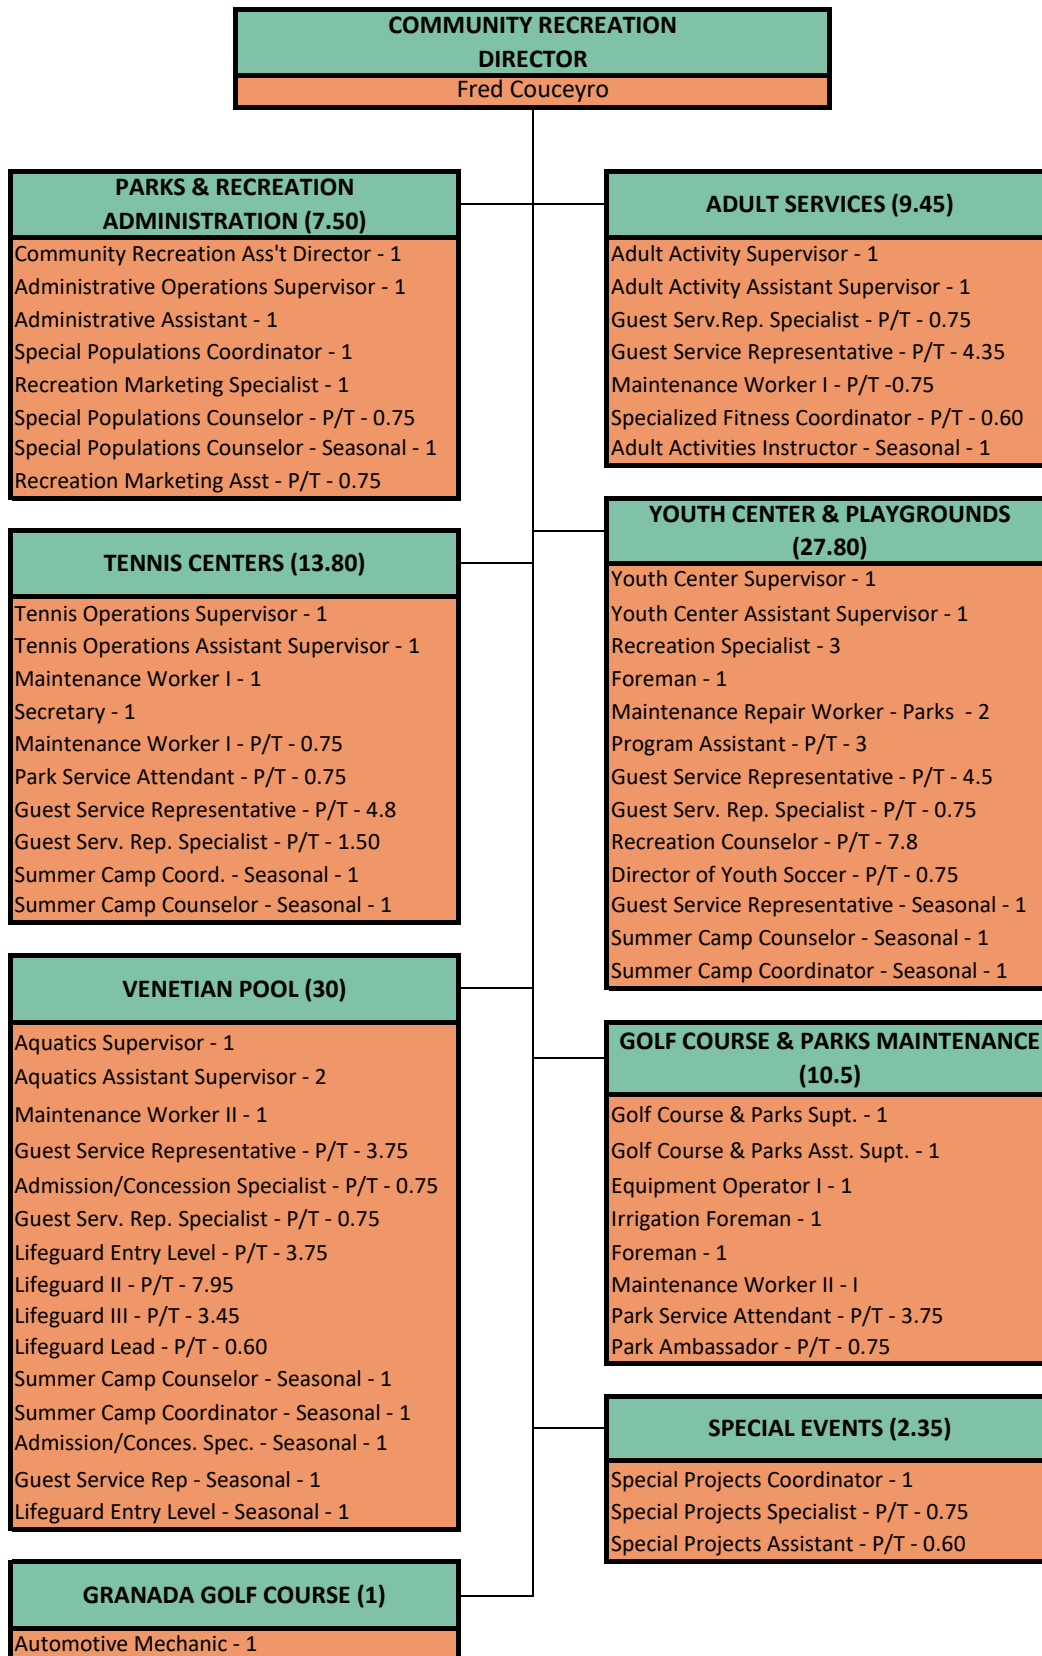 COMMUNITY RECREATION
DIRECTOR
Fred Couceyro
PARKS & RECREATION
ADMINISTRATION (7.50)
Community Recreation Ass't Director - 1
Administrative Operations Supervisor - 1
Administrative Assistant - 1
Special Populations Coordinator - 1
Recreation Marketing Specialist - 1
Special Populations Counselor - P/T - 0.75
Special Populations Counselor - Seasonal - 1
Recreation Marketing Asst - P/T - 0.75
TENNIS CENTERS (13.80)
Tennis Operations Supervisor - 1
Tennis Operations Assistant Supervisor - 1
Maintenance Worker I - 1
Secretary - 1
Maintenance Worker I - P/T - 0.75
Park Service Attendant - P/T - 0.75
Guest Service Representative - P/T - 4.8
Guest Serv. Rep. Specialist - P/T - 1.50
Summer Camp Coord. - Seasonal - 1
Summer Camp Counselor - Seasonal - 1
VENETIAN POOL (30)
Aquatics Supervisor - 1
Aquatics Assistant Supervisor - 2
Maintenance Worker II - 1
Guest Service Representative - P/T - 3.75
Admission/Concession Specialist - P/T - 0.75
Guest Serv. Rep. Specialist - P/T - 0.75
Lifeguard Entry Level - P/T - 3.75
Lifeguard II - P/T - 7.95
Lifeguard III - P/T - 3.45
Lifeguard Lead - P/T - 0.60
Summer Camp Counselor - Seasonal - 1
Summer Camp Coordinator - Seasonal - 1
Admission/Conces. Spec. - Seasonal - 1
Guest Service Rep - Seasonal - 1
Lifeguard Entry Level - Seasonal - 1
GRANADA GOLF COURSE (1)
Automotive Mechanic - 1
ADULT SERVICES (9.45)
Adult Activity Supervisor - 1
Adult Activity Assistant Supervisor - 1
Guest Serv.Rep. Specialist - P/T - 0.75
Guest Service Representative - P/T - 4.35
Maintenance Worker I - P/T -0.75
Specialized Fitness Coordinator - P/T - 0.60
Adult Activities Instructor - Seasonal - 1
YOUTH CENTER & PLAYGROUNDS
(27.80)
Youth Center Supervisor - 1
Youth Center Assistant Supervisor - 1
Recreation Specialist - 3
Foreman - 1
Maintenance Repair Worker - Parks  - 2
Program Assistant - P/T - 3
Guest Service Representative - P/T - 4.5
Guest Serv. Rep. Specialist - P/T - 0.75
Recreation Counselor - P/T - 7.8
Director of Youth Soccer - P/T - 0.75
Guest Service Representative - Seasonal - 1
Summer Camp Counselor - Seasonal - 1
Summer Camp Coordinator - Seasonal - 1
GOLF COURSE & PARKS MAINTENANCE
(10.5)
Golf Course & Parks Supt. - 1
Golf Course & Parks Asst. Supt. - 1
Equipment Operator I - 1
Irrigation Foreman - 1
Foreman - 1
Maintenance Worker II - I
Park Service Attendant - P/T - 3.75
Park Ambassador - P/T - 0.75
SPECIAL EVENTS (2.35)
Special Projects Coordinator - 1
Special Projects Specialist - P/T - 0.75
Special Projects Assistant - P/T - 0.60